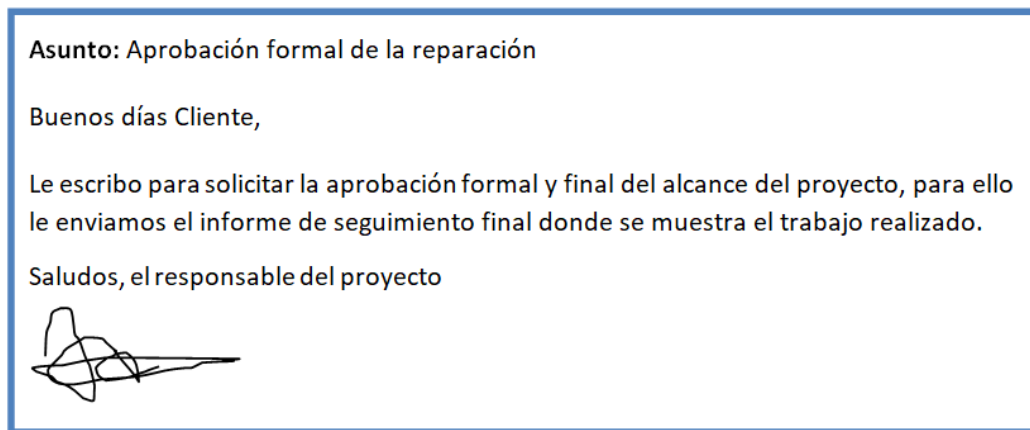 Asunto: Aprobación formal de la reparación
Buenos días Cliente,
Le escribo para solicitar la aprobación formal y final del alcance del proyecto, para ello
le enviamos el informe de seguimiento final donde se muestra el trabajo realizado.
Saludos, el responsable del proyecto